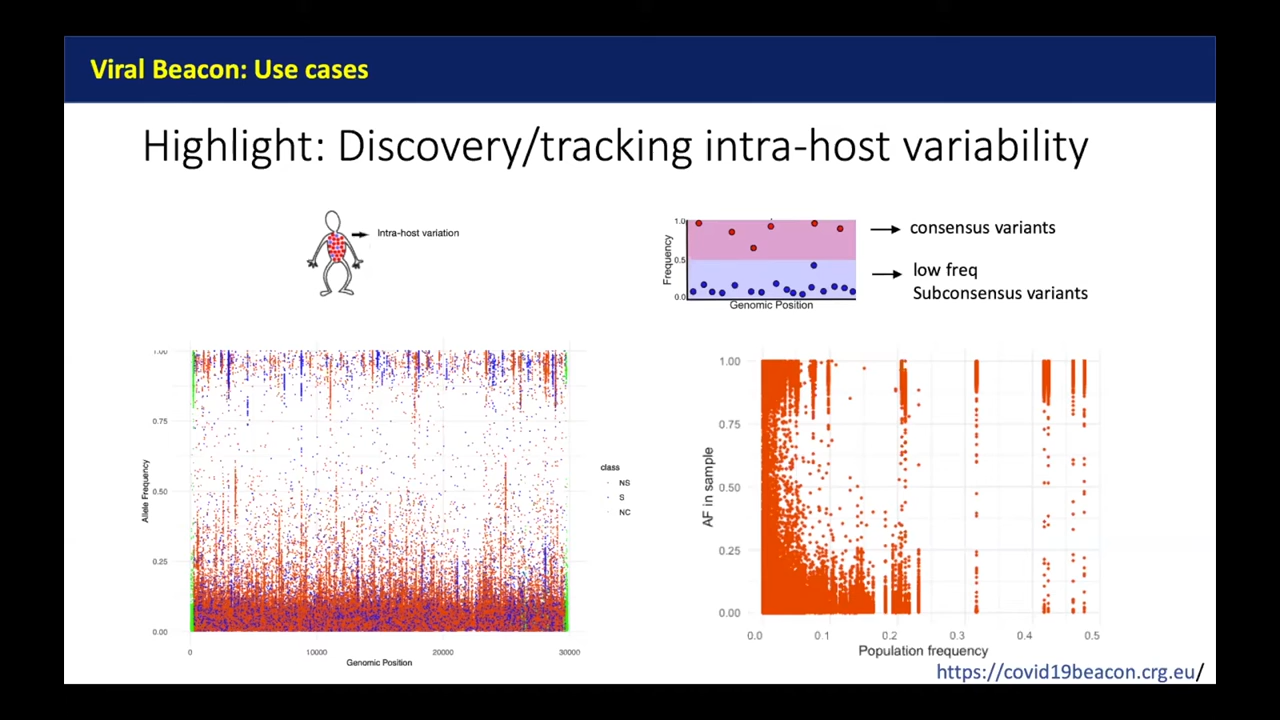 Viral Beacon: Use cases
Highlight: Discovery/tracking intra-host variability
Intra-host variation
1.0
0.5
0.0
Frequency
Genomic Position
consensus variants
low freq
Subconsensus variants
1.00
0.75
0.50
0.25
0.00
Allele Frequency
0
10000
20000
30000
Genomic Position
class
NS
S
NC
1.00
0.75
0.50
0.25
0.00
AF in sample
0.0
0.1
0.2
0.3
0.4
0.5
Population frequency
https://covid19beacon.crg.eu/